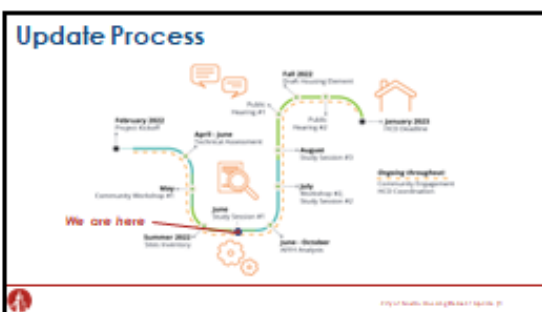 Update Process
February 2022
Project Kickoff
April - June
Technical Assessment
May
Community Workshop #1
Summer 2022
Sites Inventory
We are here
June
Study Session #1
June - October
AFFH Analysis
July
Workshop #2
Study Session #2
August
Study Session #3
Public
Hearing #1
Fall 2022
Draft Housing Element
Public
Hearing #2
January 2023
HCD Deadline
Ongoing throughout
Community Engagement
HCD Coordination